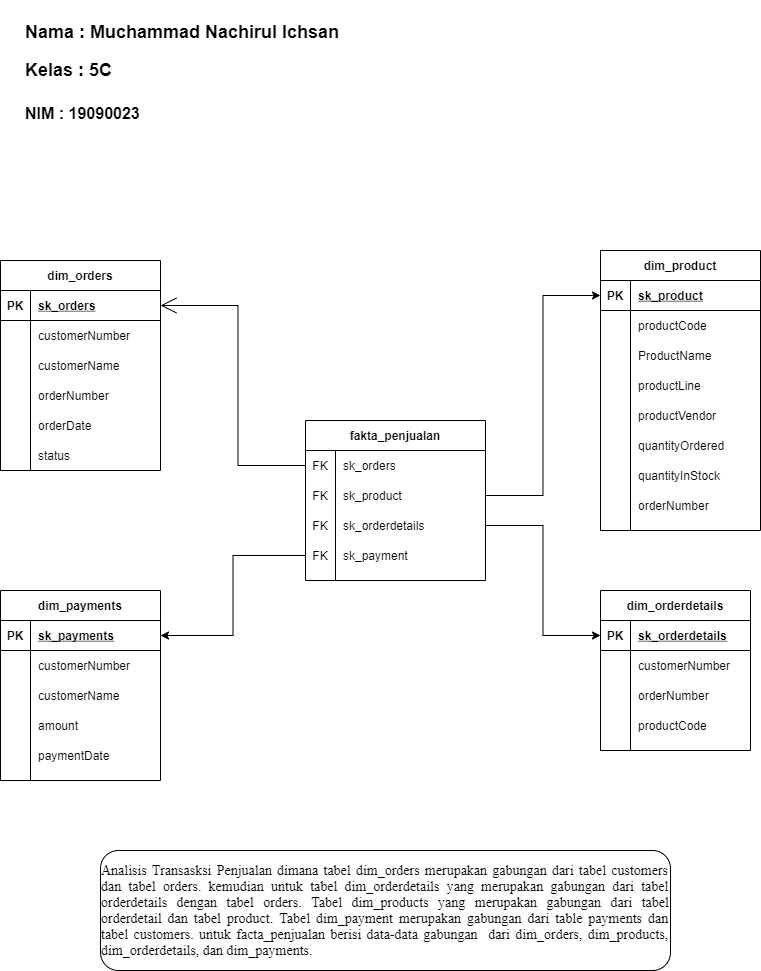 Nama : Muchammad Nachirul Ichsan
Kelas : 5C
NIM : 19090023
dim_orders
PK sk_orders
customerNumber
customerName
orderNumber
orderDate
status
dim_product
PK sk_product
productCode
ProductName
productLine
productVendor
quantityOrdered
quantityInStock
orderNumber
fakta_penjualan
FK sk_orders
FK sk_product
FK sk_orderdetails
FK sk_payment
dim_payments
PK sk_payments
customerNumber
customerName
amount
paymentDate
dim_orderdetails
PK sk_orderdetails
customerNumber
orderNumber
productCode
Analisis Transasksi Penjualan dimana tabel dim_orders merupakan gabungan dari tabel customers
dan tabel orders. kemudian untuk tabel dim_orderdetails yang merupakan gabungan dari tabel
orderdetails dengan tabel orders. Tabel dim_products yang merupakan gabungan dari tabel
orderdetail dan tabel product. Tabel dim_payment merupakan gabungan dari table payments dan
tabel customers. untuk facta_penjualan berisi data-data gabungan dari dim_orders, dim_products,
dim_orderdetails, dan dim_payments.